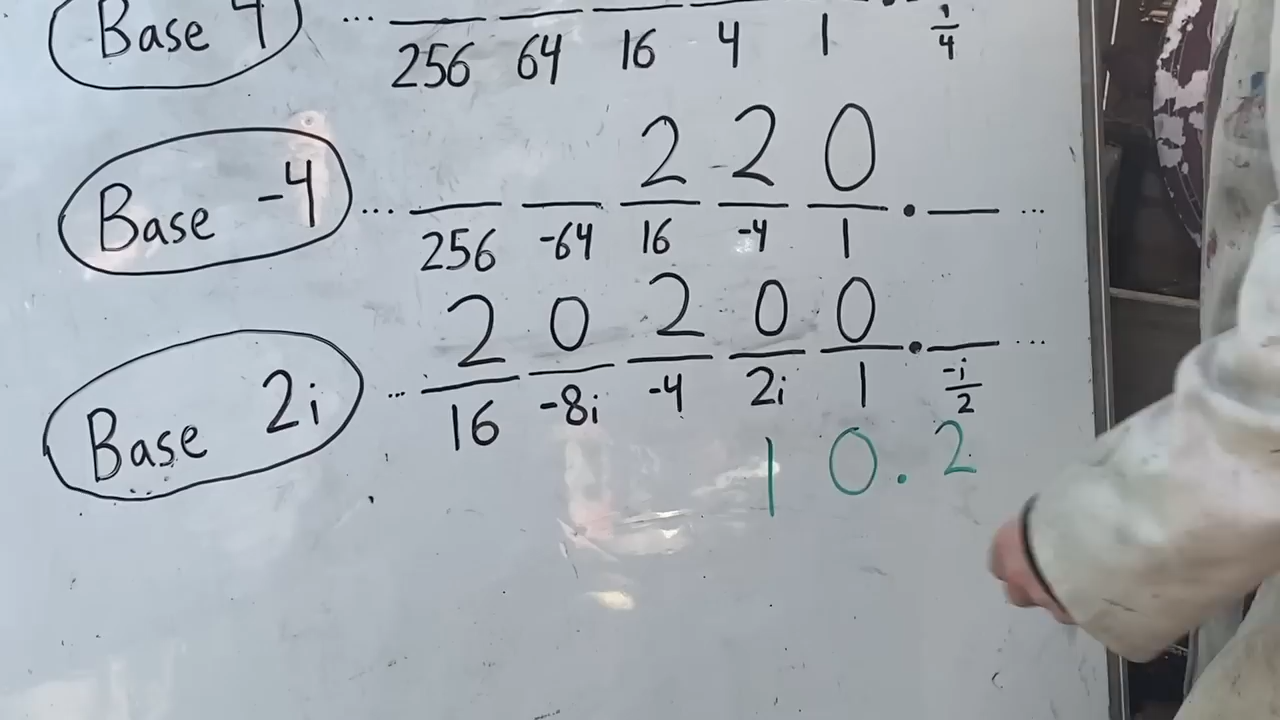 Base 4 ... . 
256 64 16 4 1 1/4
2 2 0
Base -4 ... . ...
256 -64 16 -4 1
2 0 2 0 0
Base 2i ... . ...
16 -8i -4 2i 1 -i/2
1 0 . 2